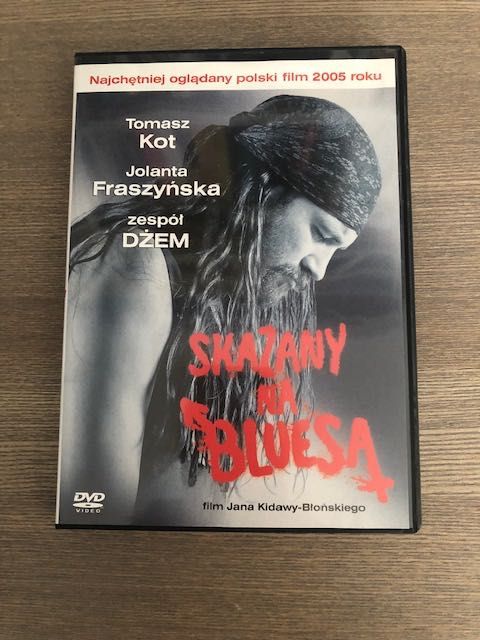 Najchętniej oglądany polski film 2005 roku
Tomasz
Kot
Jolanta
Fraszyńska
zespół
DŻEM
SKAZANY
NA
BLUESA
film Jana Kidawy-Błońskiego
DVD
VIDEO